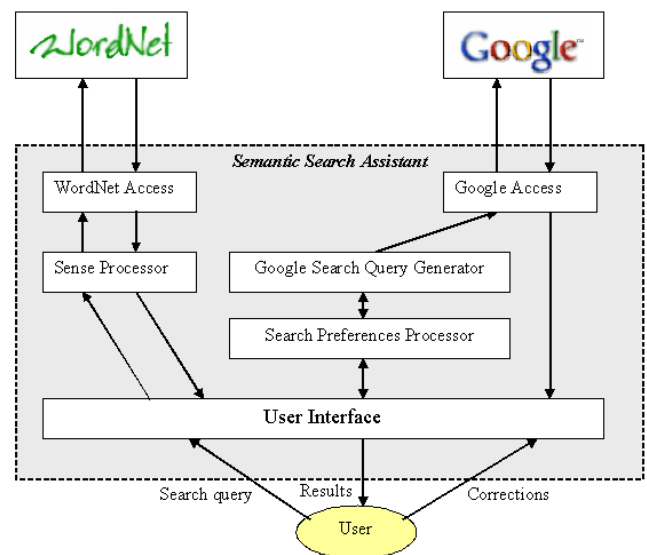 WordNet
Google™
Semantic Search Assistant
WordNet Access
Google Access
Sense Processor
Google Search Query Generator
Search Preferences Processor
User Interface
Search query
Results
Corrections
User